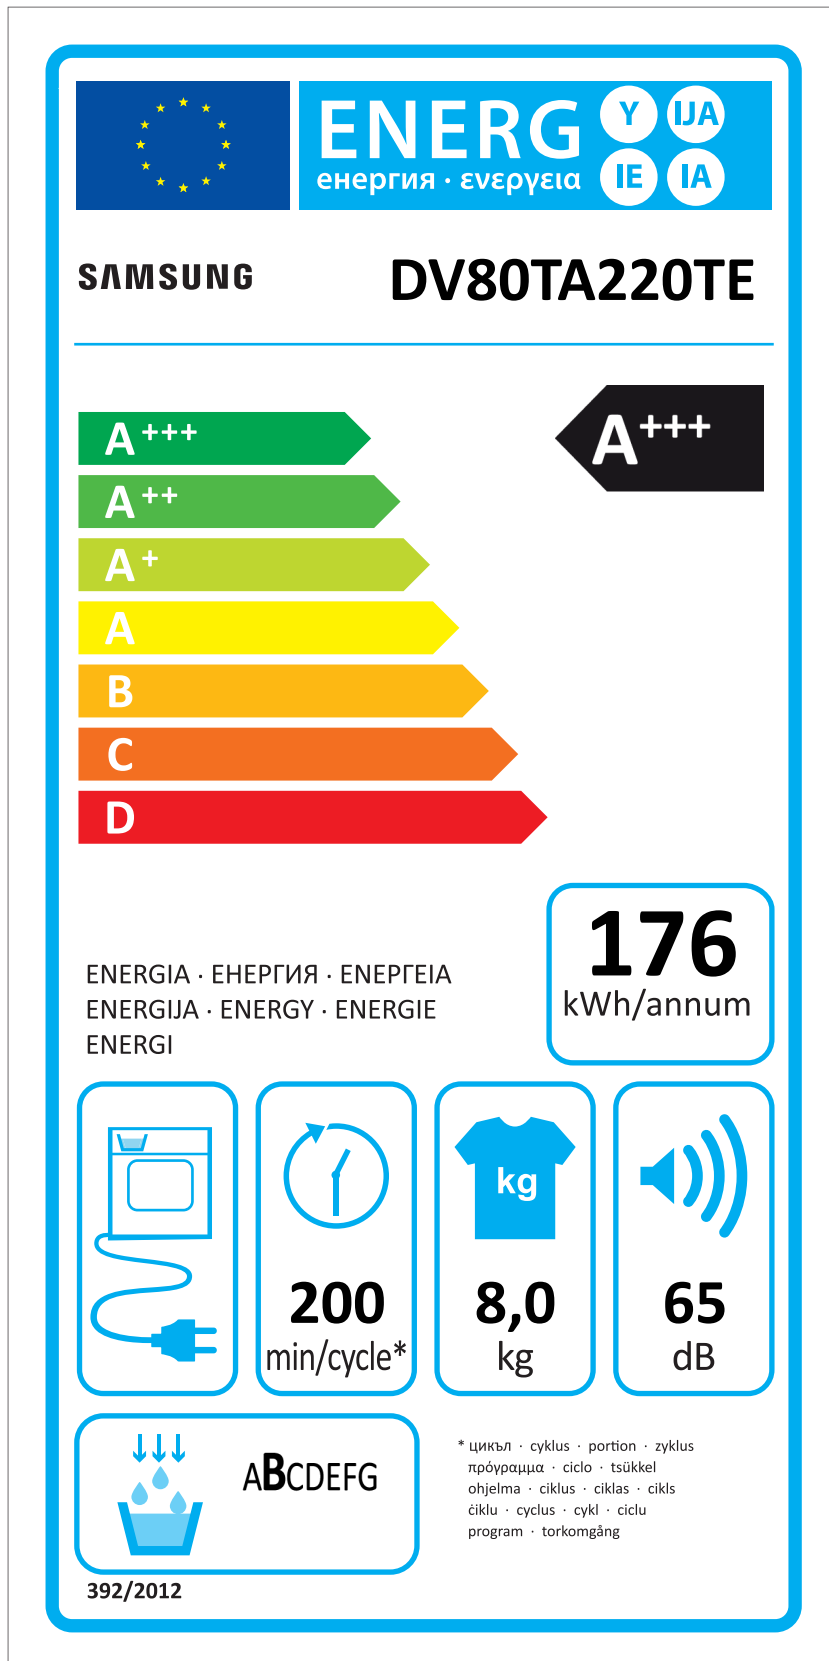 ENERG
енергия · ενεργεια
Y IJA
IE IA
SAMSUNG
DV80TA220TE
A+++
A+++
A++
A+
A
B
C
D
176
kWh/annum
ENERGIA · ЕНЕРГИЯ · ΕΝΕΡΓΕΙΑ
ENERGIJA · ENERGY · ENERGIE
ENERGI
200
min/cycle*
kg
8,0
kg
65
dB
ABCDEFG
* цикъл · cyklus · portion · zyklus
πρόγραμμα · ciclo · tsükkel
ohjelma · ciklus · ciklas · cikls
ċiklu · cyclus · cykl · ciclu
program · torkomgång
392/2012